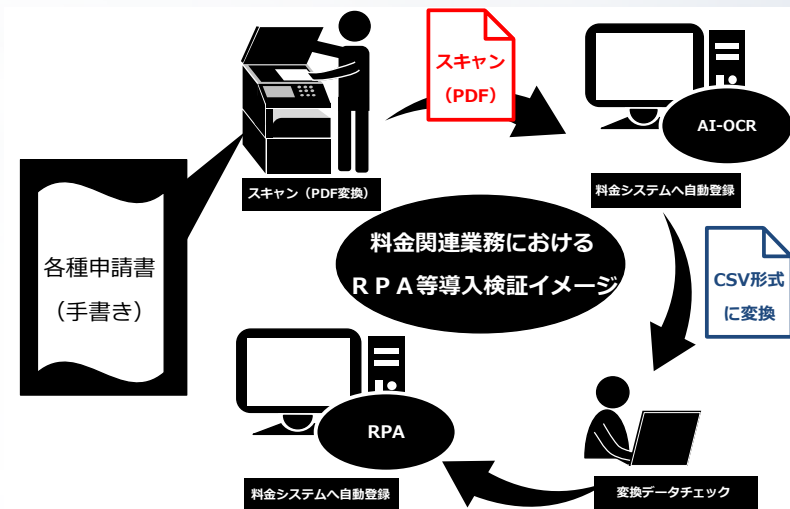 スキャン
（PDF）
AI-OCR
スキャン（PDF変換）
料金システムへ自動登録
料金関連業務における
ＲＰＡ等導入検証イメージ
各種申請書
（手書き）
CSV形式
に変換
RPA
料金システムへ自動登録
変換データチェック